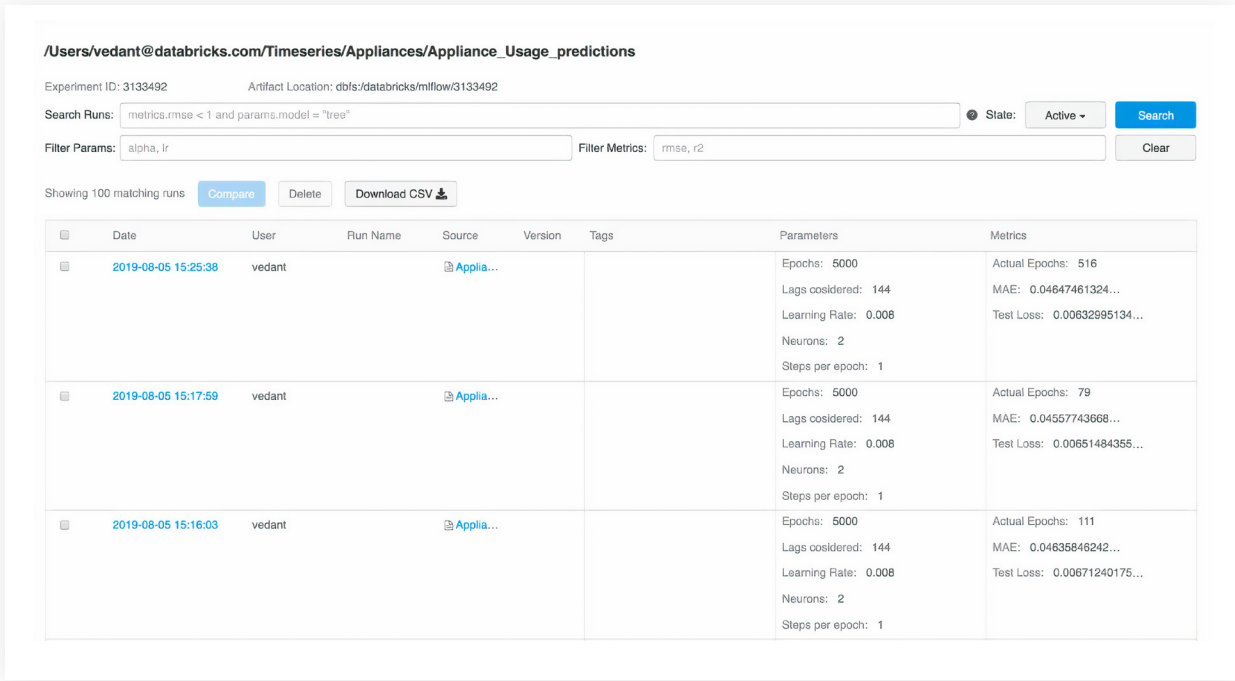 /Users/vedant@databricks.com/Timeseries/Appliances/Appliance_Usage_predictions
Experiment ID: 3133492 Artifact Location: dbfs:/databricks/mlflow/3133492
Search Runs: metrics.rmse < 1 and params.model = "tree" ? State: Active Search
Filter Params: alpha, lr Filter Metrics: rmse, r2 Clear
Showing 100 matching runs Compare Delete Download CSV
Date User Run Name Source Version Tags Parameters Metrics
2019-08-05 15:25:38 vedant Applia... Epochs: 5000 Actual Epochs: 516
Lags cosidered: 144 MAE: 0.04647461324...
Learning Rate: 0.008 Test Loss: 0.00632995134...
Neurons: 2
Steps per epoch: 1
2019-08-05 15:17:59 vedant Applia... Epochs: 5000 Actual Epochs: 79
Lags cosidered: 144 MAE: 0.04557743668...
Learning Rate: 0.008 Test Loss: 0.00651484355...
Neurons: 2
Steps per epoch: 1
2019-08-05 15:16:03 vedant Applia... Epochs: 5000 Actual Epochs: 111
Lags cosidered: 144 MAE: 0.04635846242...
Learning Rate: 0.008 Test Loss: 0.00671240175...
Neurons: 2
Steps per epoch: 1